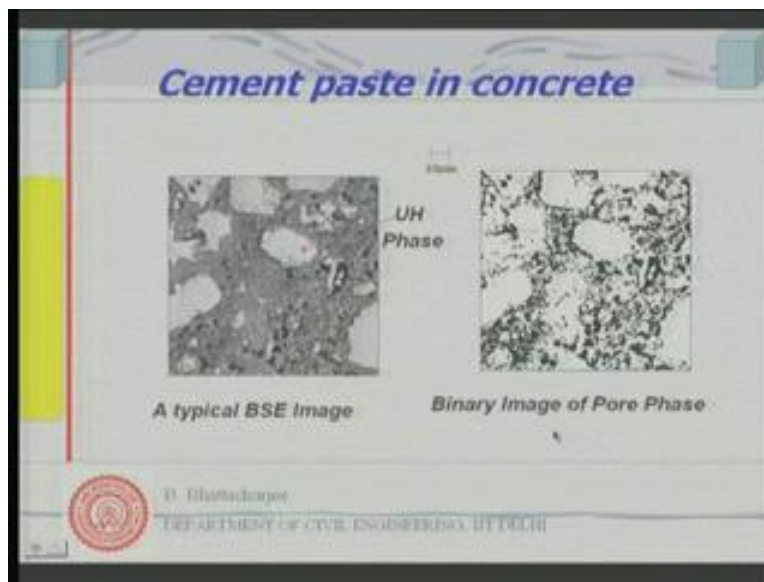 Cement paste in concrete
UH
Phase
A typical BSE Image
Binary Image of Pore Phase
B. Bhattacharjee
DEPARTMENT OF CIVIL ENGINEERING, IIT DELHI